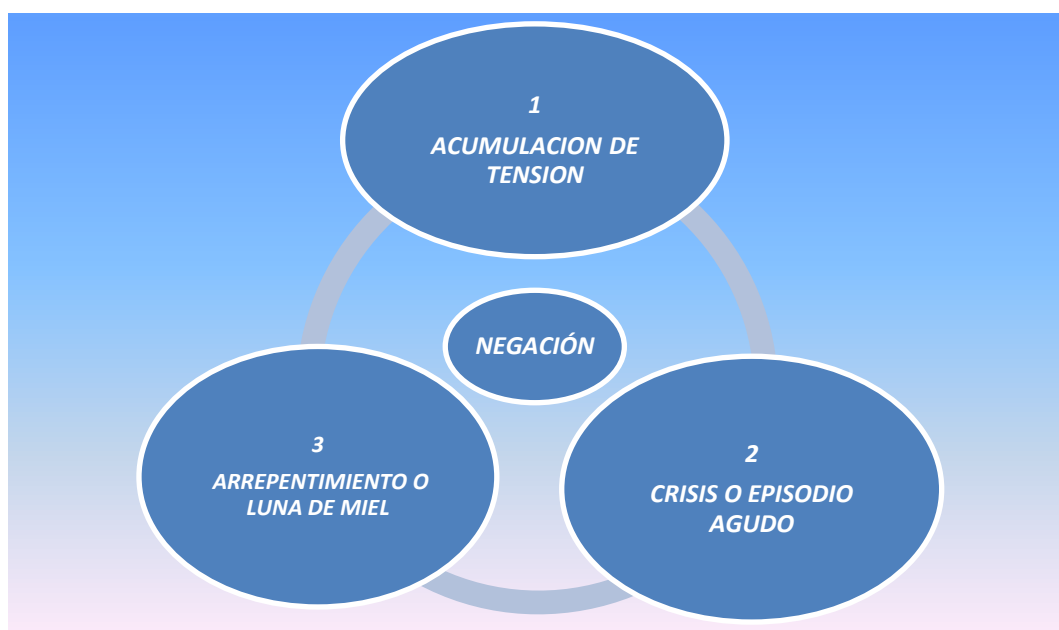 1
ACUMULACION DE
TENSION
NEGACIÓN
2
CRISIS O EPISODIO
AGUDO
3
ARREPENTIMIENTO O
LUNA DE MIEL